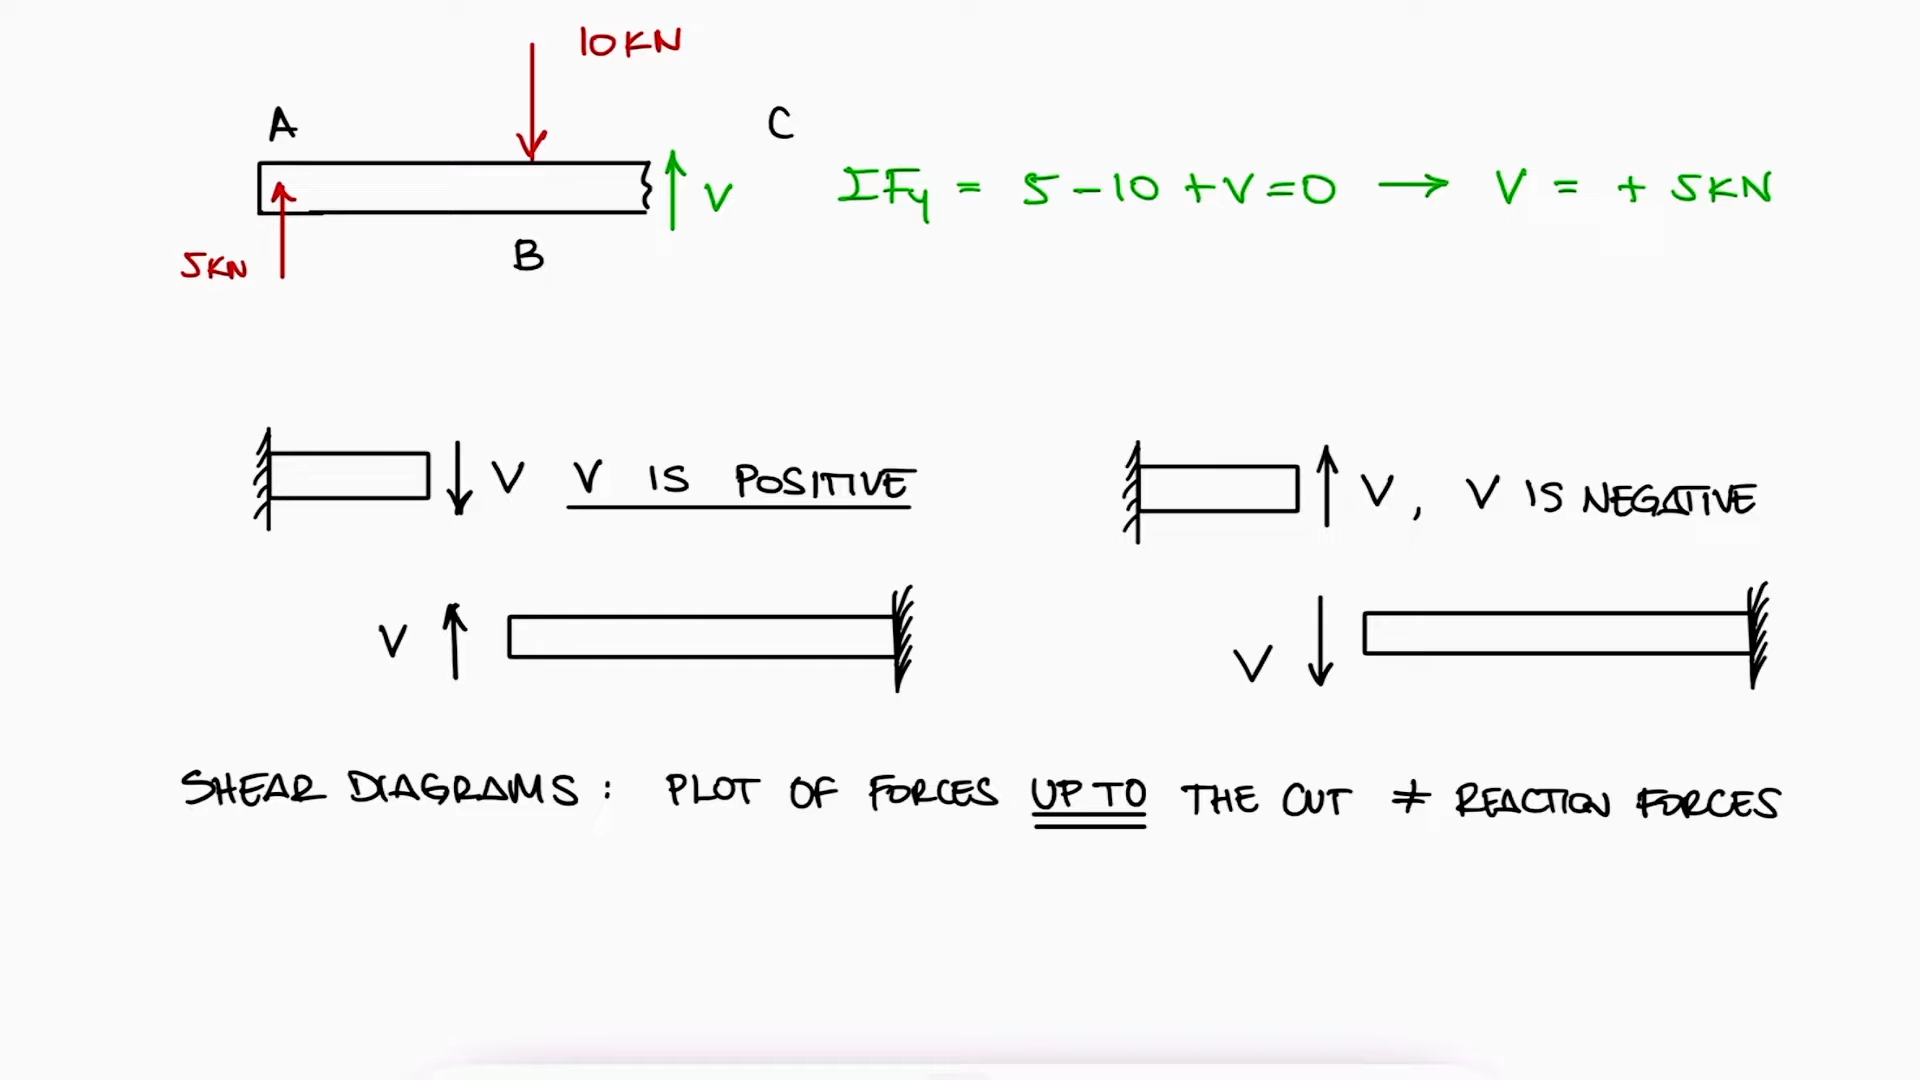 10KN
A
C
V
ΣFy = 5 - 10 + V = 0 → V = + 5KN
5KN
B
V V IS POSITIVE
V, V IS NEGATIVE
V
V
SHEAR DIAGRAMS: PLOT OF FORCES UP TO THE CUT ≠ REACTION FORCES